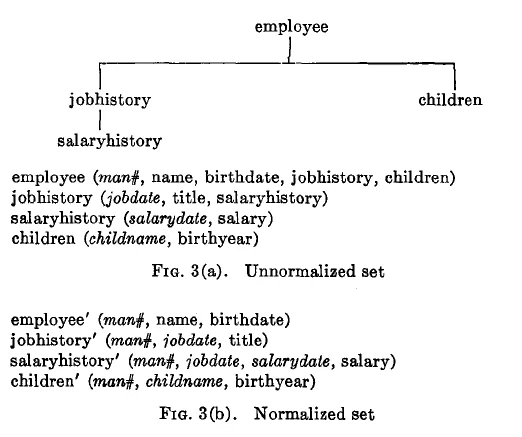 employee
jobhistory children
salaryhistory
employee (man#, name, birthdate, jobhistory, children)
jobhistory (jobdate, title, salaryhistory)
salaryhistory (salarydate, salary)
children (childname, birthyear)
FIG. 3(a). Unnormalized set
employee' (man#, name, birthdate)
jobhistory' (man#, jobdate, title)
salaryhistory' (man#, jobdate, salarydate, salary)
children' (man#, childname, birthyear)
FIG. 3(b). Normalized set